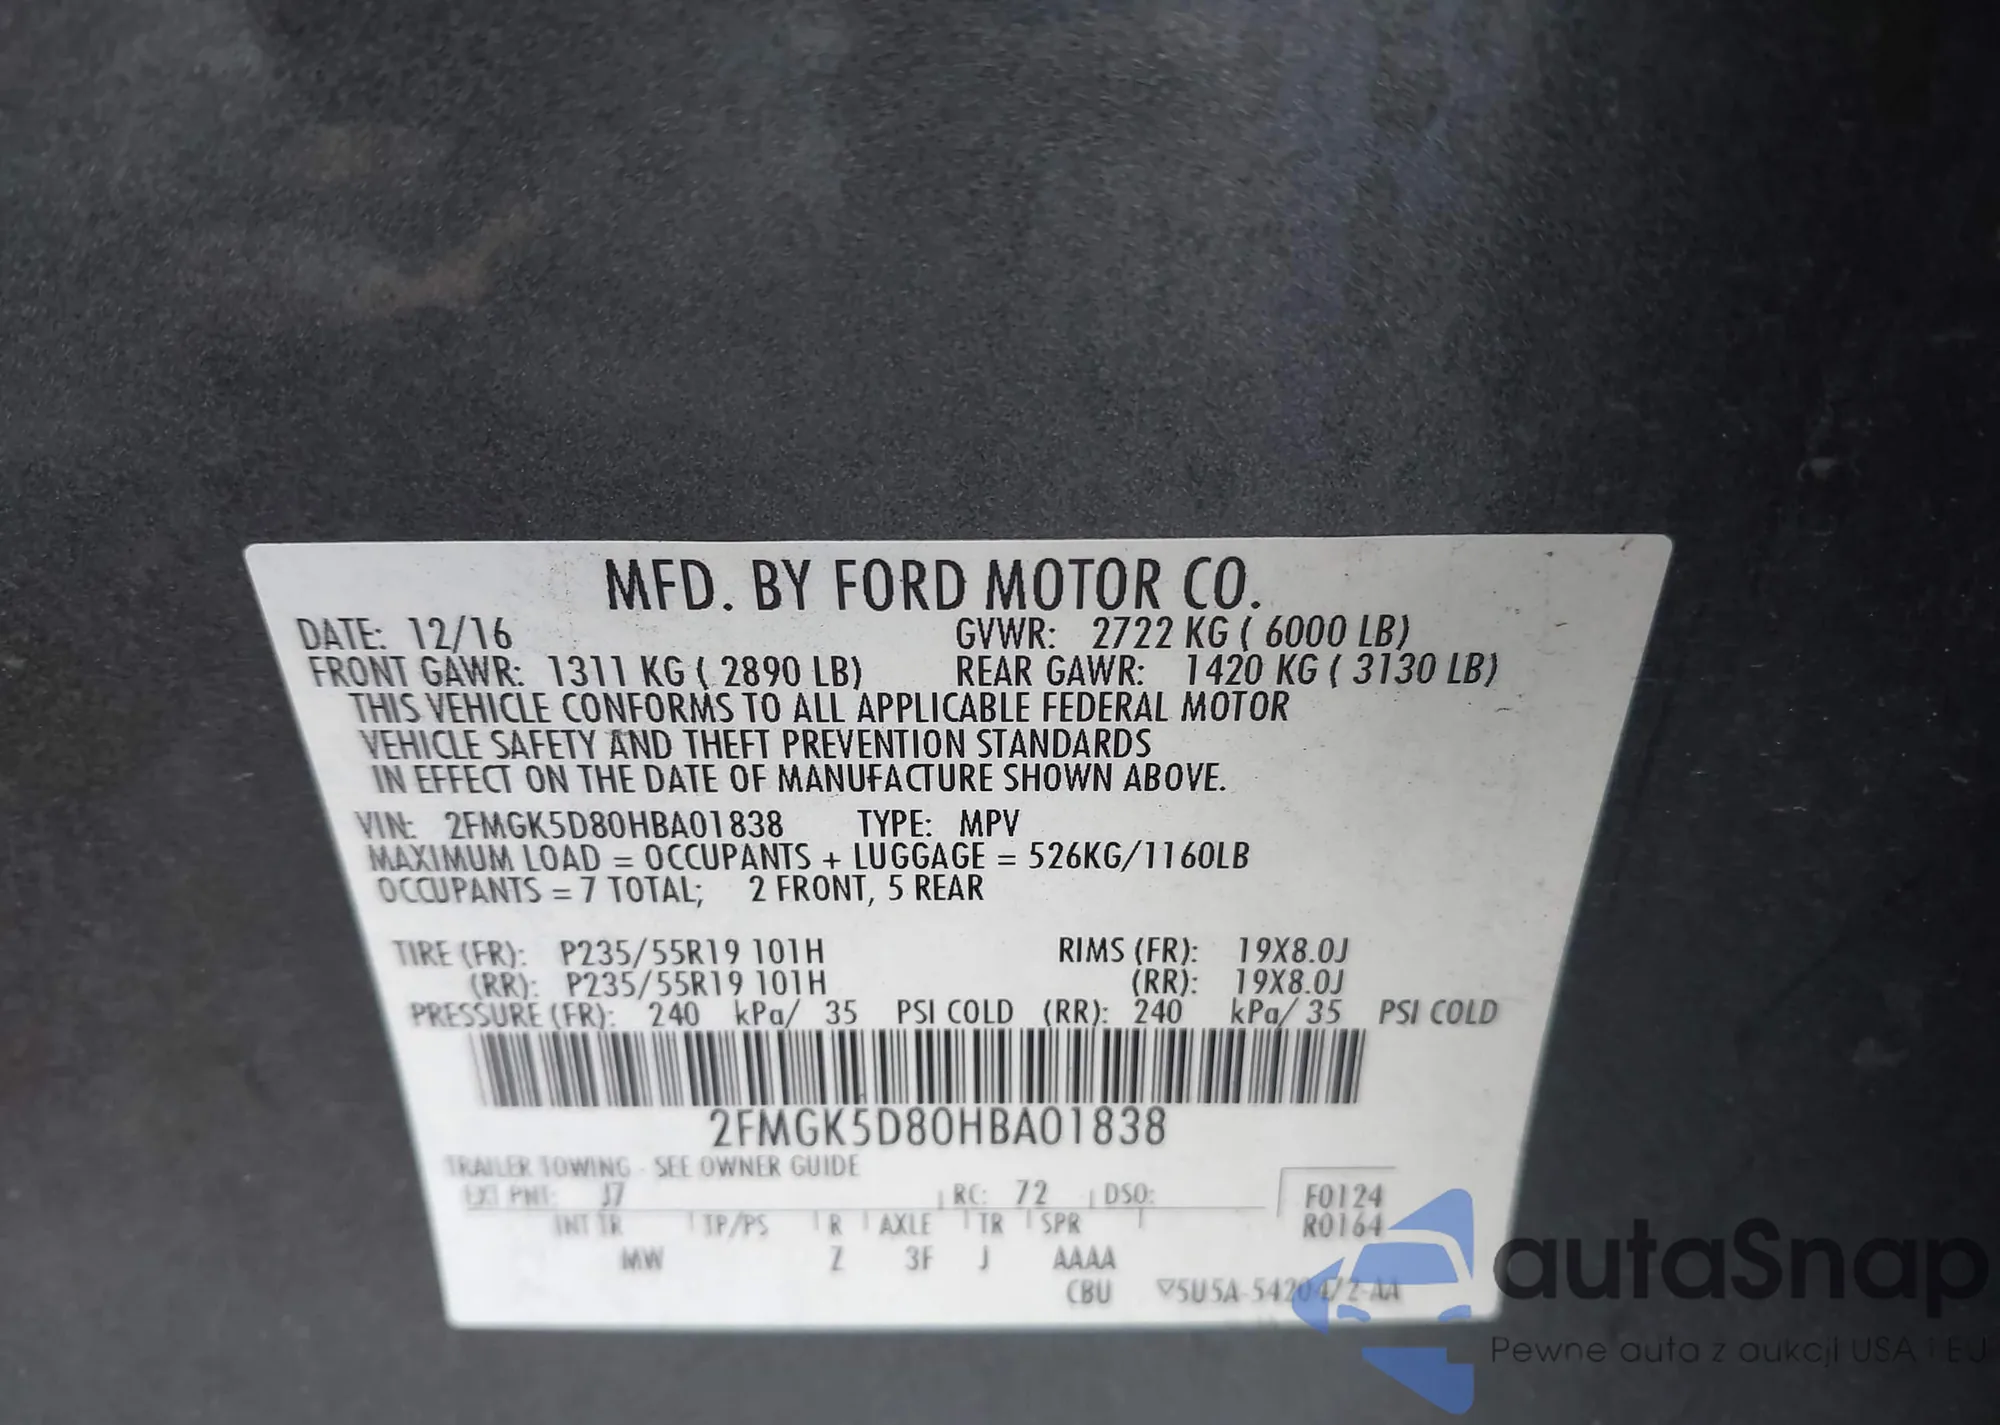 MFD. BY FORD MOTOR CO.
DATE: 12/16 GVWR: 2722 KG ( 6000 LB)
FRONT GAWR: 1311 KG ( 2890 LB) REAR GAWR: 1420 KG ( 3130 LB)
THIS VEHICLE CONFORMS TO ALL APPLICABLE FEDERAL MOTOR
VEHICLE SAFETY AND THEFT PREVENTION STANDARDS
IN EFFECT ON THE DATE OF MANUFACTURE SHOWN ABOVE.
VIN: 2FMGK5D80HBA01838 TYPE: MPV
MAXIMUM LOAD = OCCUPANTS + LUGGAGE = 526KG/1160LB
OCCUPANTS = 7 TOTAL; 2 FRONT, 5 REAR
TIRE (FR): P235/55R19 101H RIMS (FR): 19X8.0J
(RR): P235/55R19 101H (RR): 19X8.0J
PRESSURE (FR): 240 kPa/ 35 PSI COLD (RR): 240 kPa/ 35 PSI COLD
2FMGK5D80HBA01838
TRAILER TOWING - SEE OWNER GUIDE
EXT PNT: J7 RC: 72 DSO: F0124
INT TR TP/PS R AXLE TR SPR R0164
MW Z 3F J AAAA
CBU
autaSnap
Pewne auta z aukcji USA i EU